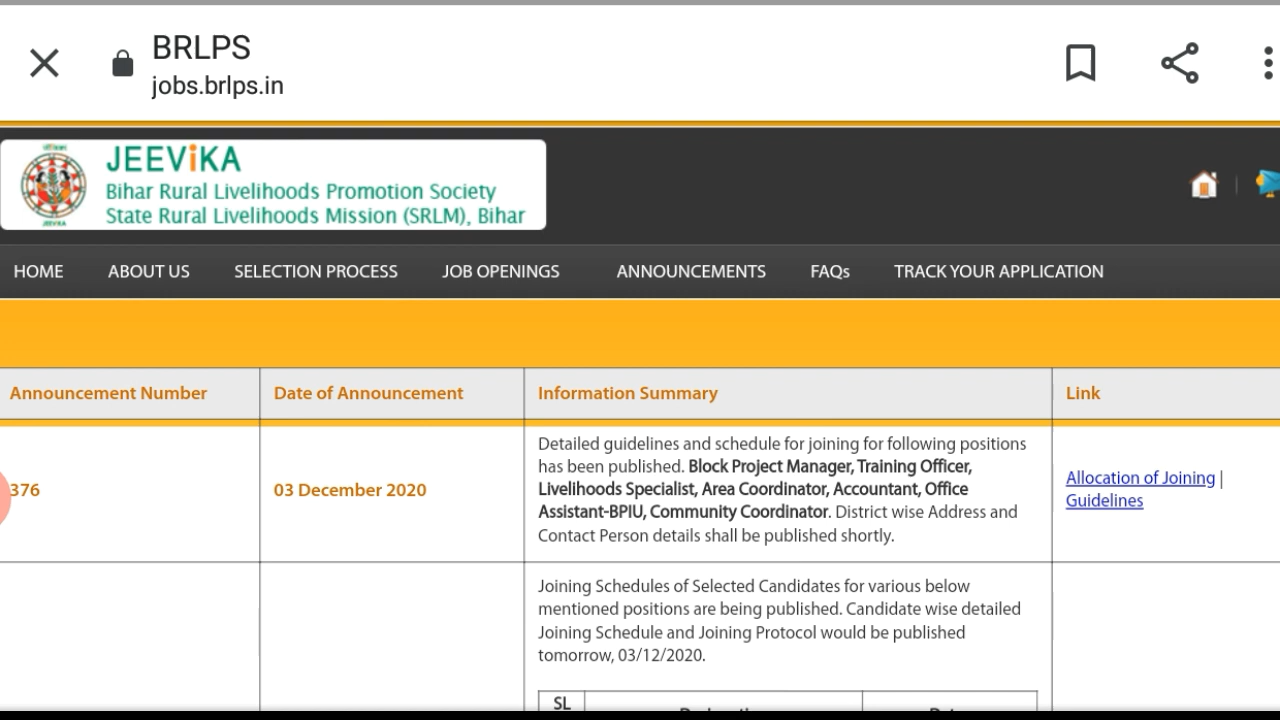 BRLPS
jobs.brlps.in
JEEViKA
Bihar Rural Livelihoods Promotion Society
State Rural Livelihoods Mission (SRLM), Bihar
HOME ABOUT US SELECTION PROCESS JOB OPENINGS ANNOUNCEMENTS FAQs TRACK YOUR APPLICATION
Announcement Number Date of Announcement Information Summary Link
376
03 December 2020
Detailed guidelines and schedule for joining for following positions
has been published. Block Project Manager, Training Officer,
Livelihoods Specialist, Area Coordinator, Accountant, Office
Assistant-BPIU, Community Coordinator. District wise Address and
Contact Person details shall be published shortly.
Allocation of Joining |
Guidelines
Joining Schedules of Selected Candidates for various below
mentioned positions are being published. Candidate wise detailed
Joining Schedule and Joining Protocol would be published
tomorrow, 03/12/2020.
SL